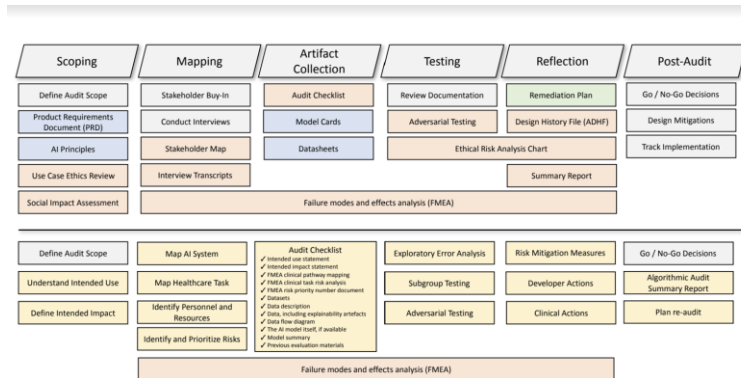 Scoping
Mapping
Artifact
Collection
Testing
Reflection
Post-Audit
Define Audit Scope
Stakeholder Buy-In
Audit Checklist
Review Documentation
Remediation Plan
Go / No-Go Decisions
Product Requirements
Document (PRD)
Conduct Interviews
Model Cards
Adversarial Testing
Design History File (ADHF)
Design Mitigations
AI Principles
Stakeholder Map
Datasheets
Ethical Risk Analysis Chart
Track Implementation
Use Case Ethics Review
Interview Transcripts
Summary Report
Social Impact Assessment
Failure modes and effects analysis (FMEA)
Define Audit Scope
Map AI System
Audit Checklist
✓ Intended use statement
✓ Intended impact statement
✓ FMEA clinical pathway mapping
✓ FMEA clinical task risk analysis
✓ FMEA risk priority number document
✓ Datasets
✓ Data description
✓ Data, including explainability artefacts
✓ Data flow diagram
✓ The AI model itself, if available
✓ Model summary
✓ Previous evaluation materials
Exploratory Error Analysis
Risk Mitigation Measures
Go / No-Go Decisions
Understand Intended Use
Map Healthcare Task
Subgroup Testing
Developer Actions
Algorithmic Audit
Summary Report
Define Intended Impact
Identify Personnel and
Resources
Adversarial Testing
Clinical Actions
Plan re-audit
Identify and Prioritize Risks
Failure modes and effects analysis (FMEA)